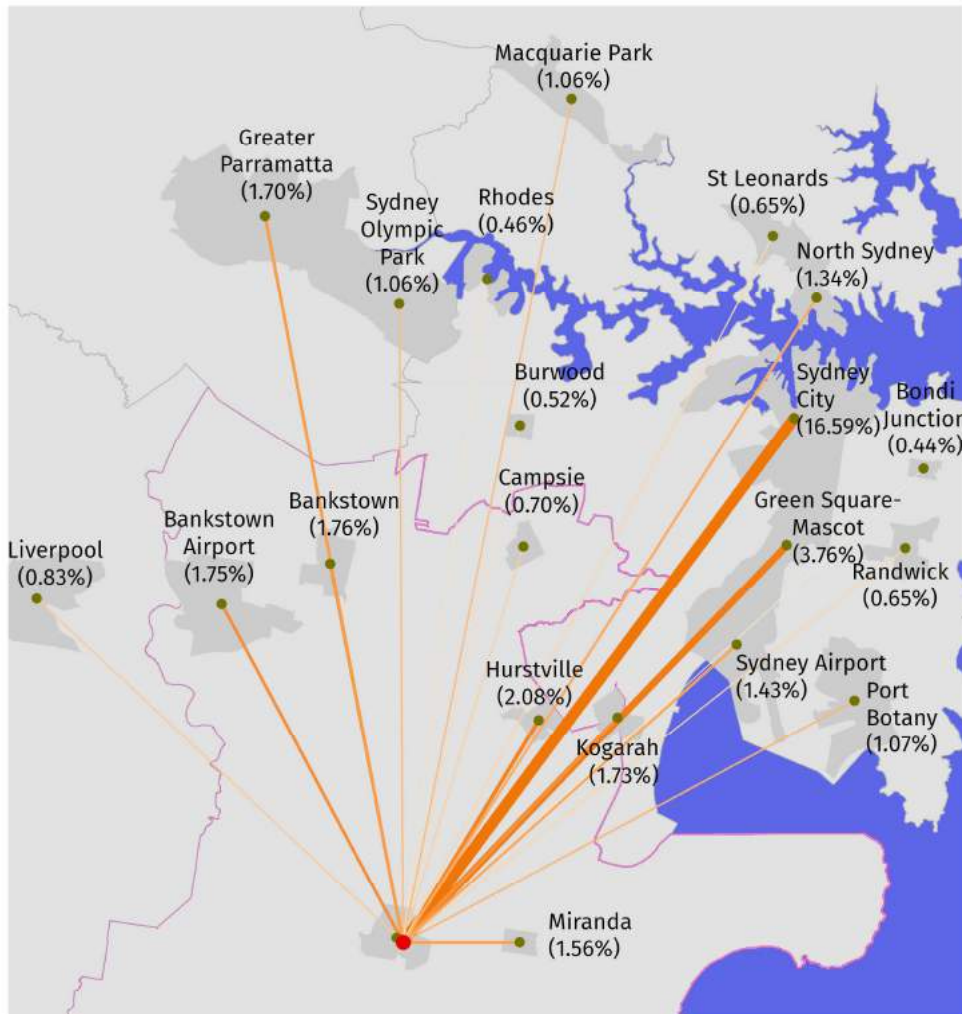 Macquarie Park
(1.06%)
Greater
Parramatta
(1.70%)
Sydney
Olympic
Park
(1.06%)
Rhodes
(0.46%)
St Leonards
(0.65%)
North Sydney
(1.34%)
Burwood
(0.52%)
Sydney
City
(16.59%)
Bondi
Junction
(0.44%)
Liverpool
(0.83%)
Bankstown
Airport
(1.75%)
Bankstown
(1.76%)
Campsie
(0.70%)
Green Square-
Mascot
(3.76%)
Randwick
(0.65%)
Hurstville
(2.08%)
Kogarah
(1.73%)
Sydney Airport
(1.43%)
Port
Botany
(1.07%)
Miranda
(1.56%)